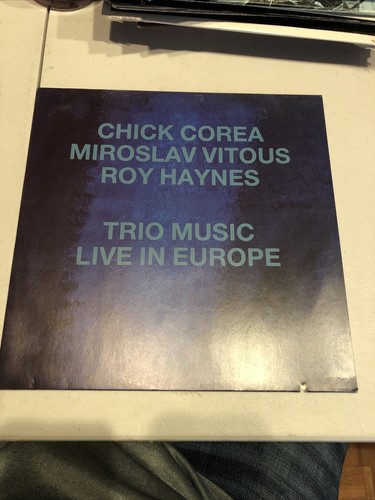 CHICK COREA
MIROSLAV VITOUS
ROY HAYNES
TRIO MUSIC
LIVE IN EUROPE